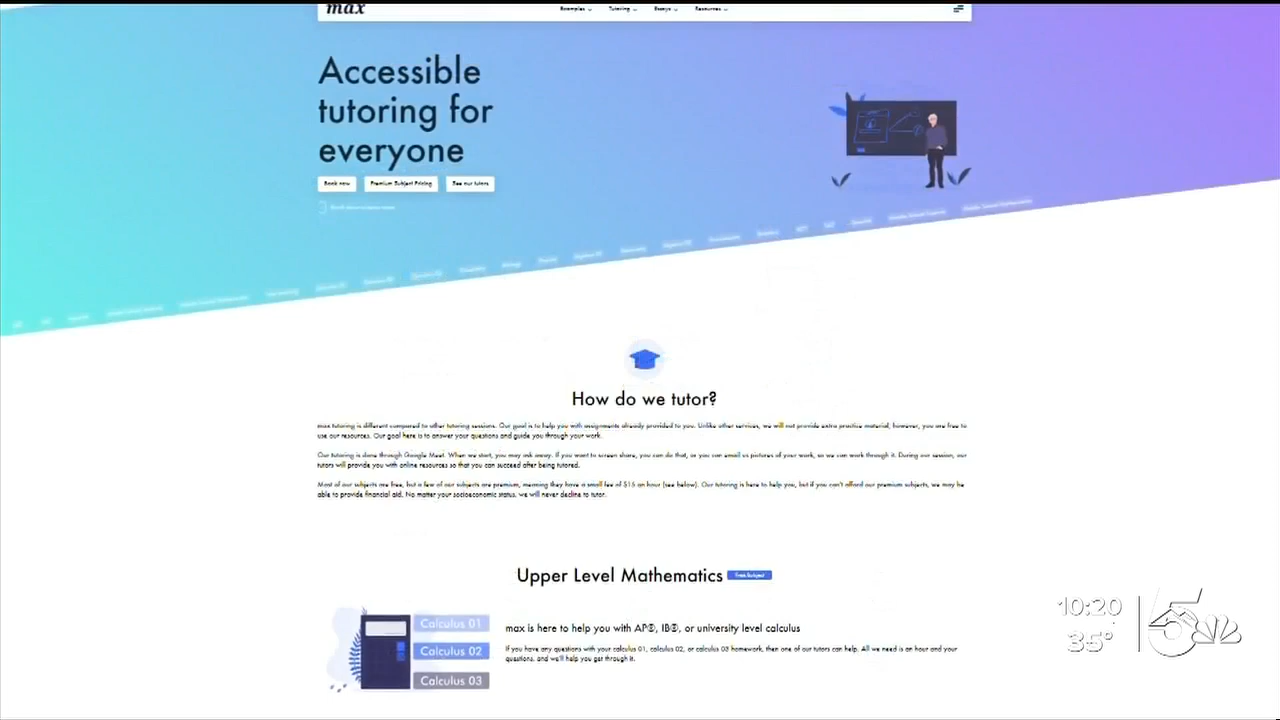 max
Examples Tutoring Essays Resources
Accessible
tutoring for
everyone
Book now Premium Subject Pricing See our tutors
How do we tutor?
max tutoring is different compared to other tutoring sessions. Our goal is to help you with assignments already provided to you. Unlike other services, we will not provide extra practice material, however, you are free to
use our resources. Our goal here is to answer your questions and guide you through your work.
Our tutoring is done through Google Meet. When we start, you may ask away. If you want to screen share, you can do that, or you can email us pictures of your work, so we can work through it. During our session, our
tutors will provide you with online resources so that you can succeed after being tutored.
Most of our subjects are free, but a few of our subjects are premium, meaning they have a small fee of $15 an hour (see below). Our tutoring is here to help you, but if you can't afford our premium subjects, we may be
able to provide financial aid. No matter your socioeconomic status, we will never decline to tutor.
Upper Level Mathematics Free Subject
Calculus 01
Calculus 02
Calculus 03
max is here to help you with AP®, IB®, or university level calculus
If you have any questions with your calculus 01, calculus 02, or calculus 03 homework, then one of our tutors can help. All we need is an hour and your
questions, and we'll help you get through it.
10:20
35°
5